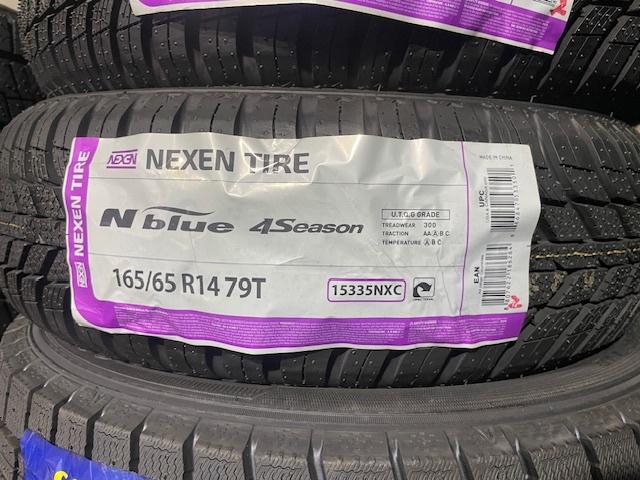 NEXEN TIRE
NEXEN
NEXEN TIRE
N blue 4Season
165/65 R14 79T
U.T.Q.G GRADE
TREADWEAR 300
TRACTION AA A B C
TEMPERATURE A B C
15335NXC
MADE IN CHINA
UPC
EAN